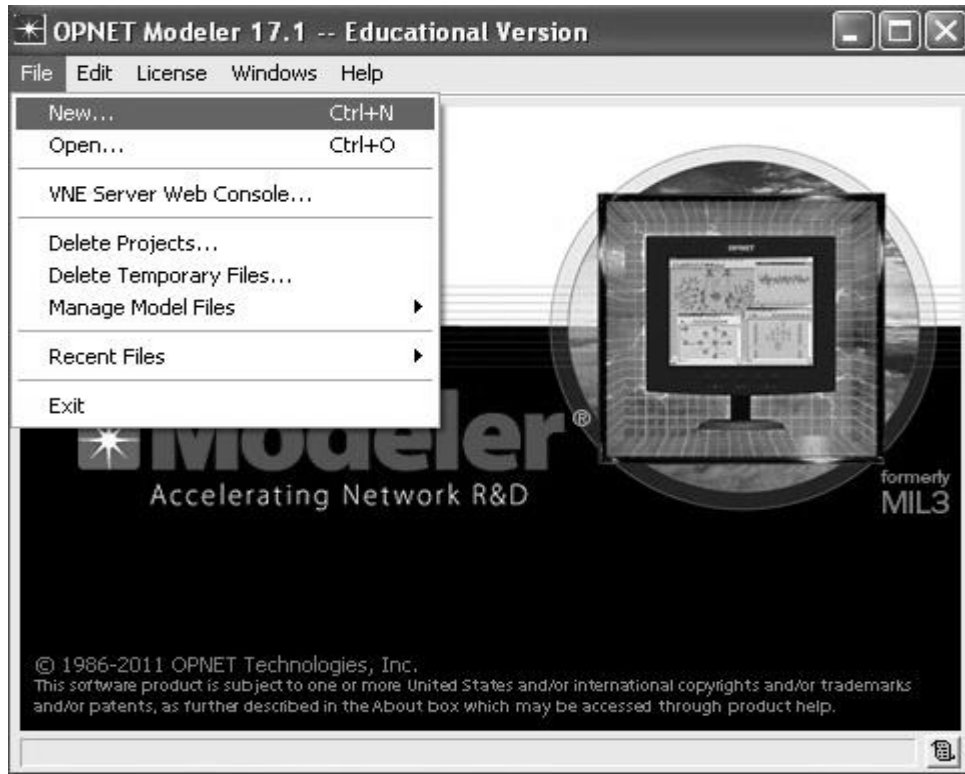 OPNET Modeler 17.1 -- Educational Version
File Edit License Windows Help
New... Ctrl+N
Open... Ctrl+O
VNE Server Web Console...
Delete Projects...
Delete Temporary Files...
Manage Model Files
Recent Files
Exit
Modeler®
Accelerating Network R&D
formerly
MIL3
OPNET
© 1986-2011 OPNET Technologies, Inc.
This software product is subject to one or more United States and/or international copyrights and/or trademarks
and/or patents, as further described in the About box which may be accessed through product help.